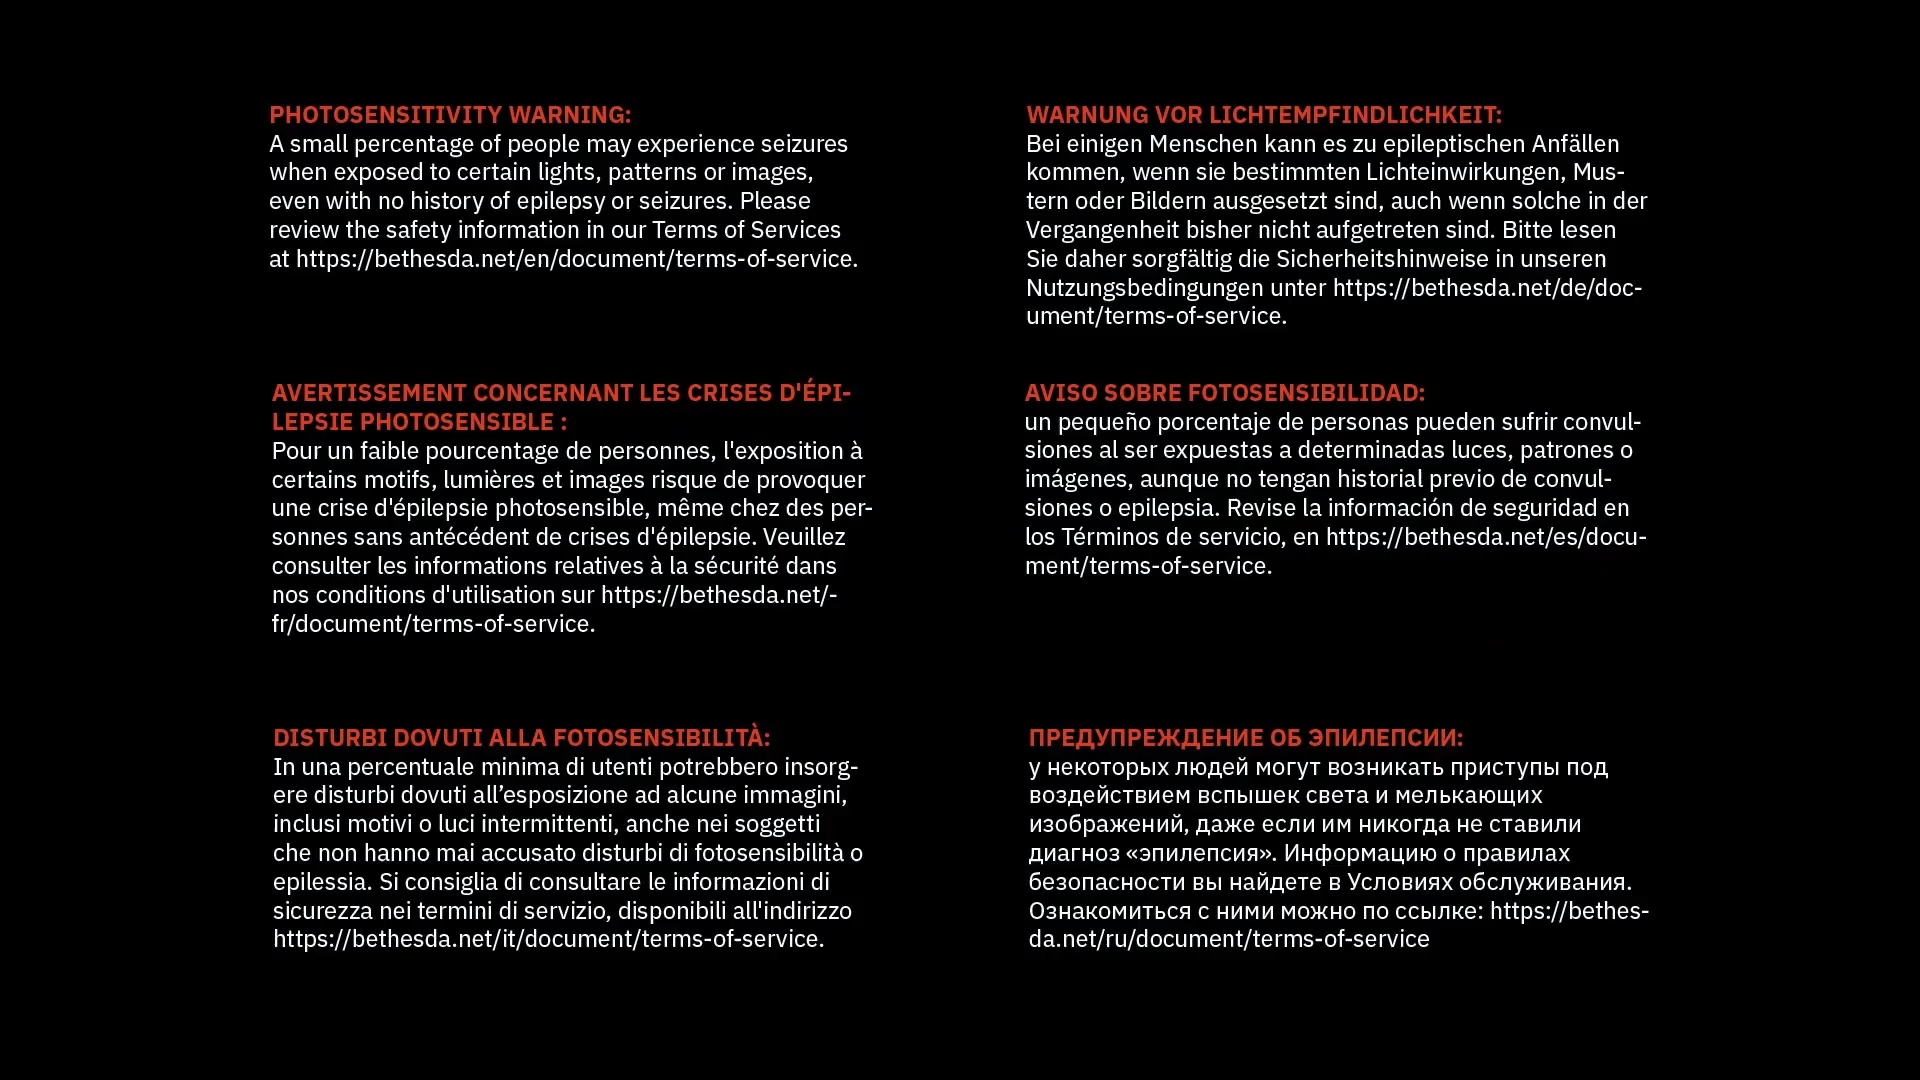 PHOTOSENSITIVITY WARNING:
A small percentage of people may experience seizures
when exposed to certain lights, patterns or images,
even with no history of epilepsy or seizures. Please
review the safety information in our Terms of Services
at https://bethesda.net/en/document/terms-of-service.
WARNUNG VOR LICHTEMPFINDLICHKEIT:
Bei einigen Menschen kann es zu epileptischen Anfällen
kommen, wenn sie bestimmten Lichteinwirkungen, Mus-
tern oder Bildern ausgesetzt sind, auch wenn solche in der
Vergangenheit bisher nicht aufgetreten sind. Bitte lesen
Sie daher sorgfältig die Sicherheitshinweise in unseren
Nutzungsbedingungen unter https://bethesda.net/de/doc-
ument/terms-of-service.
AVERTISSEMENT CONCERNANT LES CRISES D'ÉPI-
LEPSIE PHOTOSENSIBLE :
Pour un faible pourcentage de personnes, l'exposition à
certains motifs, lumières et images risque de provoquer
une crise d'épilepsie photosensible, même chez des per-
sonnes sans antécédent de crises d'épilepsie. Veuillez
consulter les informations relatives à la sécurité dans
nos conditions d'utilisation sur https://bethesda.net/-
fr/document/terms-of-service.
AVISO SOBRE FOTOSENSIBILIDAD:
un pequeño porcentaje de personas pueden sufrir convul-
siones al ser expuestas a determinadas luces, patrones o
imágenes, aunque no tengan historial previo de convul-
siones o epilepsia. Revise la información de seguridad en
los Términos de servicio, en https://bethesda.net/es/docu-
ment/terms-of-service.
DISTURBI DOVUTI ALLA FOTOSENSIBILITÀ:
In una percentuale minima di utenti potrebbero insorg-
ere disturbi dovuti all’esposizione ad alcune immagini,
inclusi motivi o luci intermittenti, anche nei soggetti
che non hanno mai accusato disturbi di fotosensibilità o
epilessia. Si consiglia di consultare le informazioni di
sicurezza nei termini di servizio, disponibili all'indirizzo
https://bethesda.net/it/document/terms-of-service.
ПРЕДУПРЕЖДЕНИЕ ОБ ЭПИЛЕПСИИ:
у некоторых людей могут возникать приступы под
воздействием вспышек света и мелькающих
изображений, даже если им никогда не ставили
диагноз «эпилепсия». Информацию о правилах
безопасности вы найдете в Условиях обслуживания.
Ознакомиться с ними можно по ссылке: https://bethes-
da.net/ru/document/terms-of-service